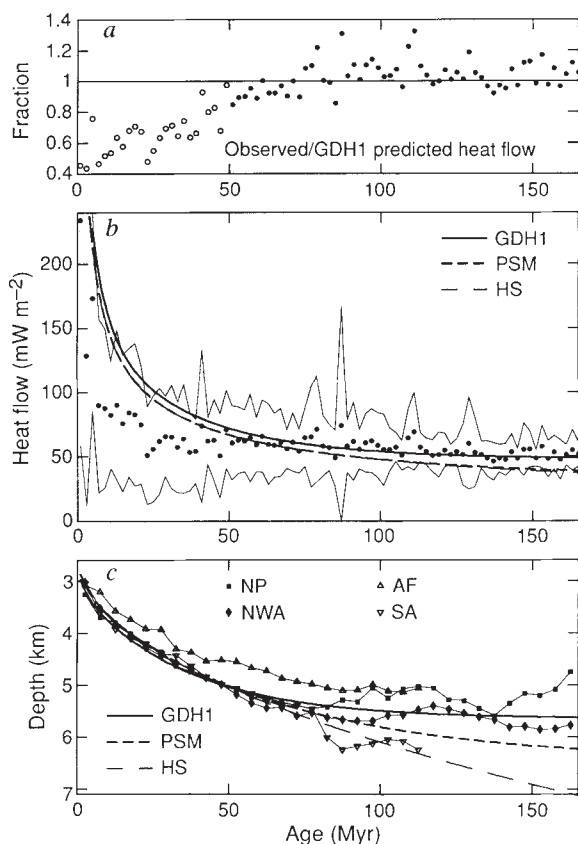 a
1.4
1.2
1
0.8
0.6
0.4
Fraction
Observed/GDH1 predicted heat flow
0
50
100
150
b
200
150
100
50
0
Heat flow (mW m⁻²)
GDH1
PSM
HS
0
50
100
150
c
3
4
5
6
7
Depth (km)
NP
AF
NWA
SA
GDH1
PSM
HS
0
50
100
150
Age (Myr)